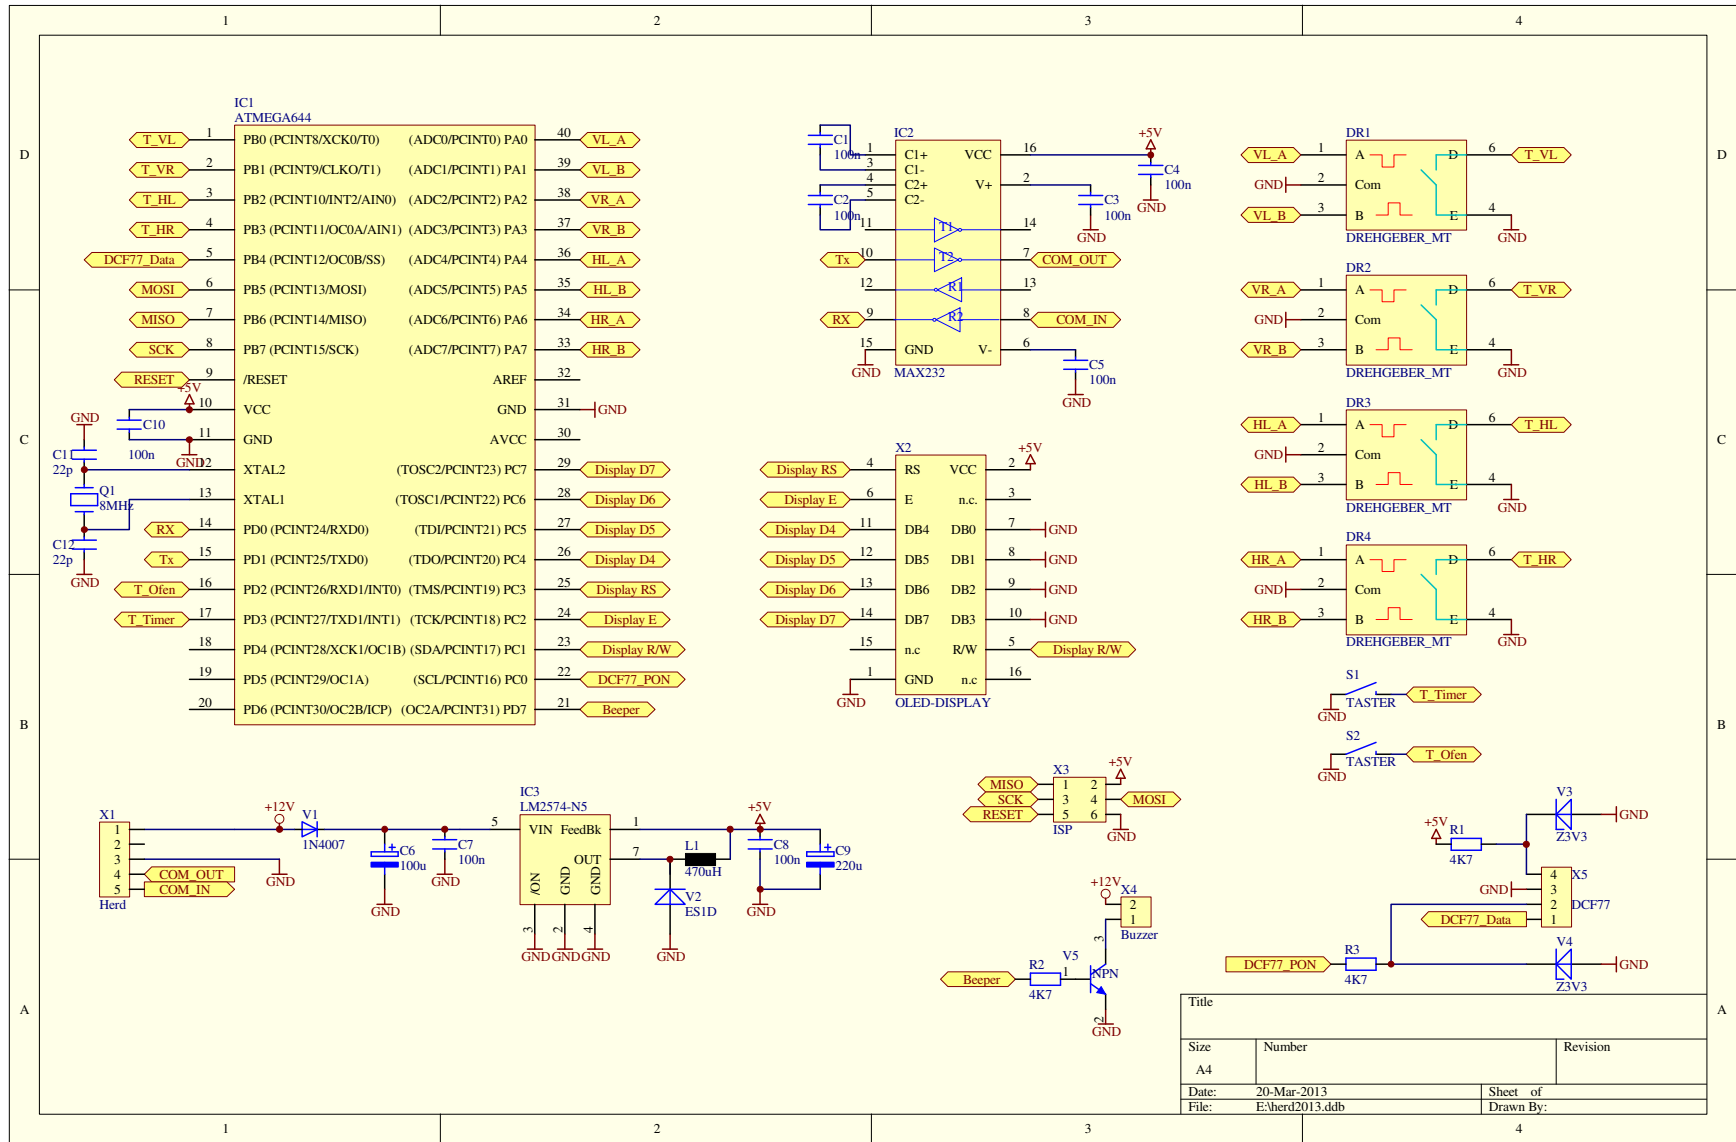 1 2 3 4
D C B A
IC1
ATMEGA644
T_VL 1 PB0 (PCINT8/XCK0/T0) (ADC0/PCINT0) PA0 40 VL_A
T_VR 2 PB1 (PCINT9/CLKO/T1) (ADC1/PCINT1) PA1 39 VL_B
T_HL 3 PB2 (PCINT10/INT2/AIN0) (ADC2/PCINT2) PA2 38 VR_A
T_HR 4 PB3 (PCINT11/OC0A/AIN1) (ADC3/PCINT3) PA3 37 VR_B
DCF77_Data 5 PB4 (PCINT12/OC0B/SS) (ADC4/PCINT4) PA4 36 HL_A
MOSI 6 PB5 (PCINT13/MOSI) (ADC5/PCINT5) PA5 35 HL_B
MISO 7 PB6 (PCINT14/MISO) (ADC6/PCINT6) PA6 34 HR_A
SCK 8 PB7 (PCINT15/SCK) (ADC7/PCINT7) PA7 33 HR_B
RESET 9 /RESET AREF 32
+5V 10 VCC GND 31 GND
11 GND AVCC 30
GND 12 XTAL2 (TOSC2/PCINT23) PC7 29 Display D7
13 XTAL1 (TOSC1/PCINT22) PC6 28 Display D6
RX 14 PD0 (PCINT24/RXD0) (TDI/PCINT21) PC5 27 Display D5
Tx 15 PD1 (PCINT25/TXD0) (TDO/PCINT20) PC4 26 Display D4
T_Ofen 16 PD2 (PCINT26/RXD1/INT0) (TMS/PCINT19) PC3 25 Display RS
T_Timer 17 PD3 (PCINT27/TXD1/INT1) (TCK/PCINT18) PC2 24 Display E
18 PD4 (PCINT28/XCK1/OC1B) (SDA/PCINT17) PC1 23 Display R/W
19 PD5 (PCINT29/OC1A) (SCL/PCINT16) PC0 22 DCF77_PON
20 PD6 (PCINT30/OC2B/ICP) (OC2A/PCINT31) PD7 21 Beeper
GND
C10
100n
C11
22p
Q1
8MHz
C12
22p
GND
IC2
C1
100n
C2
100n
1 C1+ VCC 16 +5V
3 C1-
4 C2+ V+ 2
5 C2-
C4
100n
GND
C3
100n
GND
11 T1 14
Tx 10 T2 7 COM_OUT
12 R1 13
RX 9 R2 8 COM_IN
15 GND V- 6
GND
MAX232
C5
100n
GND
X2
Display RS 4 RS VCC 2 +5V
Display E 6 E n.c. 3
Display D4 11 DB4 DB0 7 GND
Display D5 12 DB5 DB1 8 GND
Display D6 13 DB6 DB2 9 GND
Display D7 14 DB7 DB3 10 GND
15 n.c R/W 5 Display R/W
GND 1 GND n.c 16
OLED-DISPLAY
DR1
VL_A 1 A D 6 T_VL
GND 2 Com
VL_B 3 B E 4 GND
DREHGEBER_MT
DR2
VR_A 1 A D 6 T_VR
GND 2 Com
VR_B 3 B E 4 GND
DREHGEBER_MT
DR3
HL_A 1 A D 6 T_HL
GND 2 Com
HL_B 3 B E 4 GND
DREHGEBER_MT
DR4
HR_A 1 A D 6 T_HR
GND 2 Com
HR_B 3 B E 4 GND
DREHGEBER_MT
S1
GND TASTER T_Timer
S2
GND TASTER T_Ofen
X3
MISO 1 2 +5V
SCK 3 4 MOSI
RESET 5 6 GND
ISP
X1
1
2
3
4 COM_OUT
5 COM_IN
Herd
+12V
GND
V1
1N4007
C6
100u
GND
C7
100n
GND
IC3
LM2574-N5
5 VIN FeedBk 1
OUT 7
/ON GND GND
3 2 4
GND GND GND
L1
470uH
V2
ES1D
GND
+5V
C8
100n
GND
C9
220u
+12V X4
2
1
Buzzer
Beeper R2 4K7 1 V5 NPN 3 2
GND
V3
Z3V3
GND
+5V R1
4K7
X5
4
GND 3
2 DCF77
DCF77_Data 1
DCF77_PON R3
4K7
V4
Z3V3
GND
Title
Size Number Revision
A4
Date: 20-Mar-2013 Sheet of
File: E:\herd2013.ddb Drawn By:
D C B A
1 2 3 4